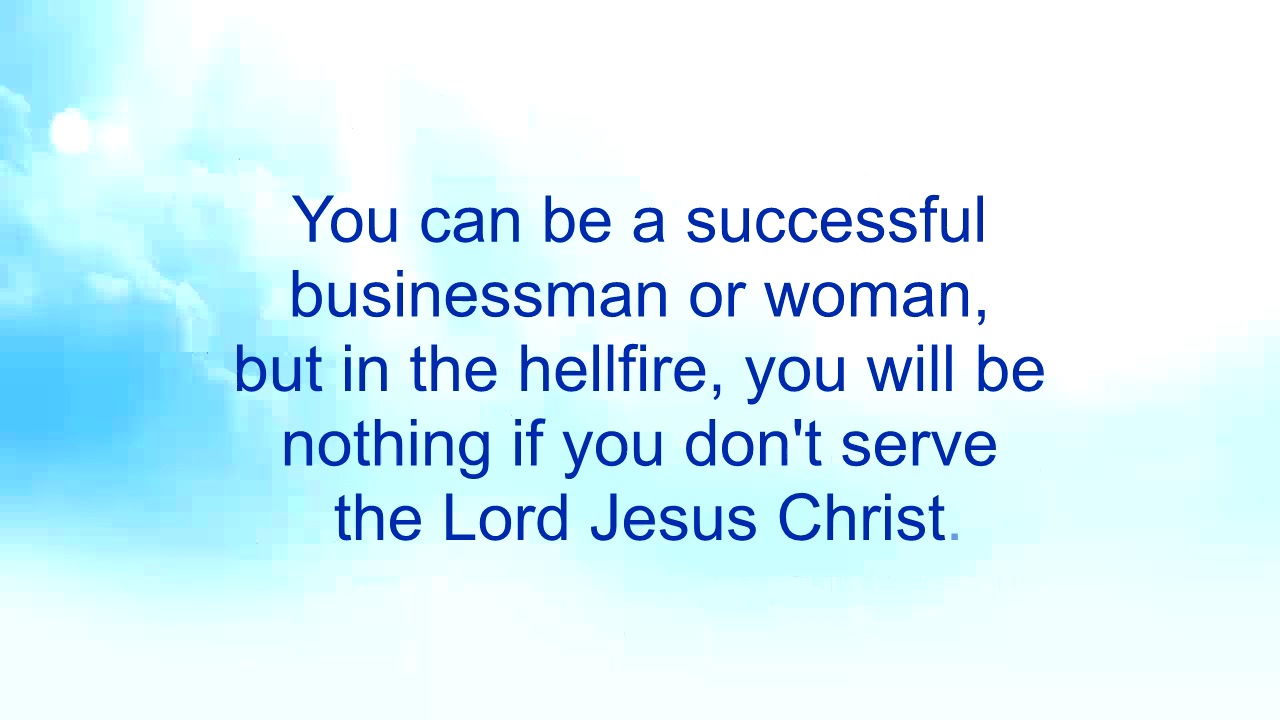 You can be a successful
businessman or woman,
but in the hellfire, you will be
nothing if you don't serve
the Lord Jesus Christ.